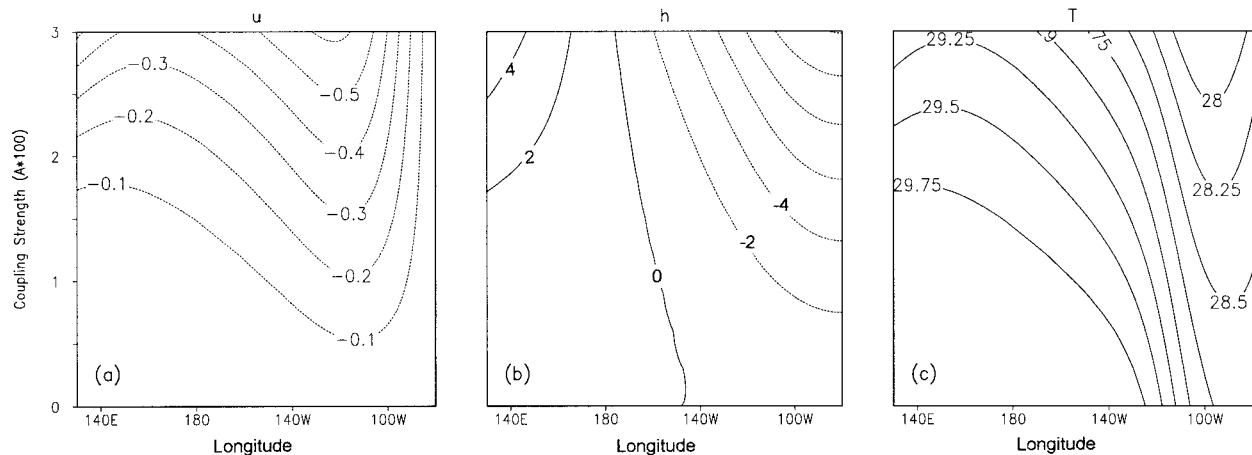 u
h
T
3
2
1
0
Coupling Strength (A*100)
-0.1
-0.2
-0.3
-0.5
-0.4
-0.3
-0.2
-0.1
(a)
140E
180
140W
100W
Longitude
4
2
0
-2
-4
(b)
180
140W
100W
Longitude
29.25
29.5
29.75
28
28.25
28.5
(c)
140E
180
140W
100W
Longitude